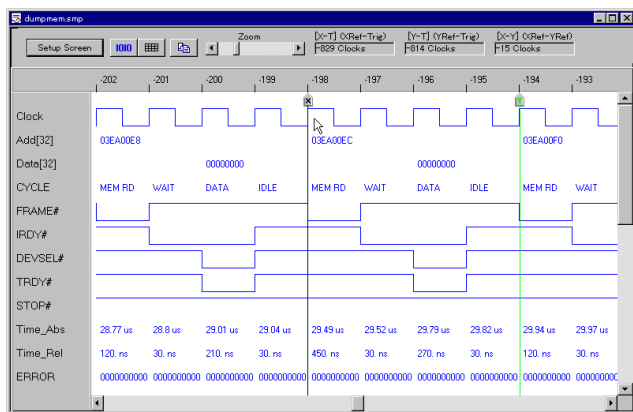 dumpmem.smp
Zoom [X-T] (XRef-Trig) [Y-T] (YRef-Trig) [X-Y] (XRef-YRef)
Setup Screen 1010 -829 Clocks -814 Clocks -15 Clocks
-202 -201 -200 -199 -198 -197 -196 -195 -194 -193
X Y
Clock
Add[32] 03EA00E8 03EA00EC 03EA00F0
Data[32] 00000000 00000000
CYCLE MEM RD WAIT DATA IDLE MEM RD WAIT DATA IDLE MEM RD WAIT
FRAME#
IRDY#
DEVSEL#
TRDY#
STOP#
Time_Abs 28.77 us 28.8 us 29.01 us 29.04 us 29.49 us 29.52 us 29.79 us 29.82 us 29.94 us 29.97 us
Time_Rel 120. ns 30. ns 210. ns 30. ns 450. ns 30. ns 270. ns 30. ns 120. ns 30. ns
ERROR 0000000000 0000000000 0000000000 0000000000 0000000000 0000000000 0000000000 0000000000 0000000000 0000000000